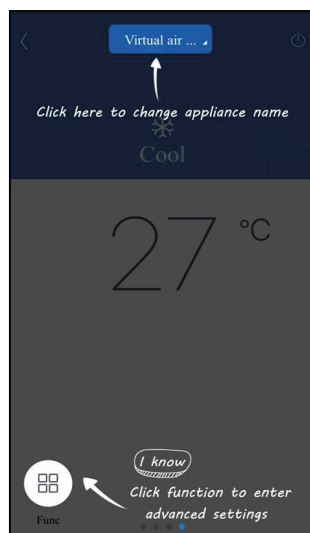 Virtual air ...
Click here to change appliance name
Cool
27 °C
I know
Click function to enter
advanced settings
Func